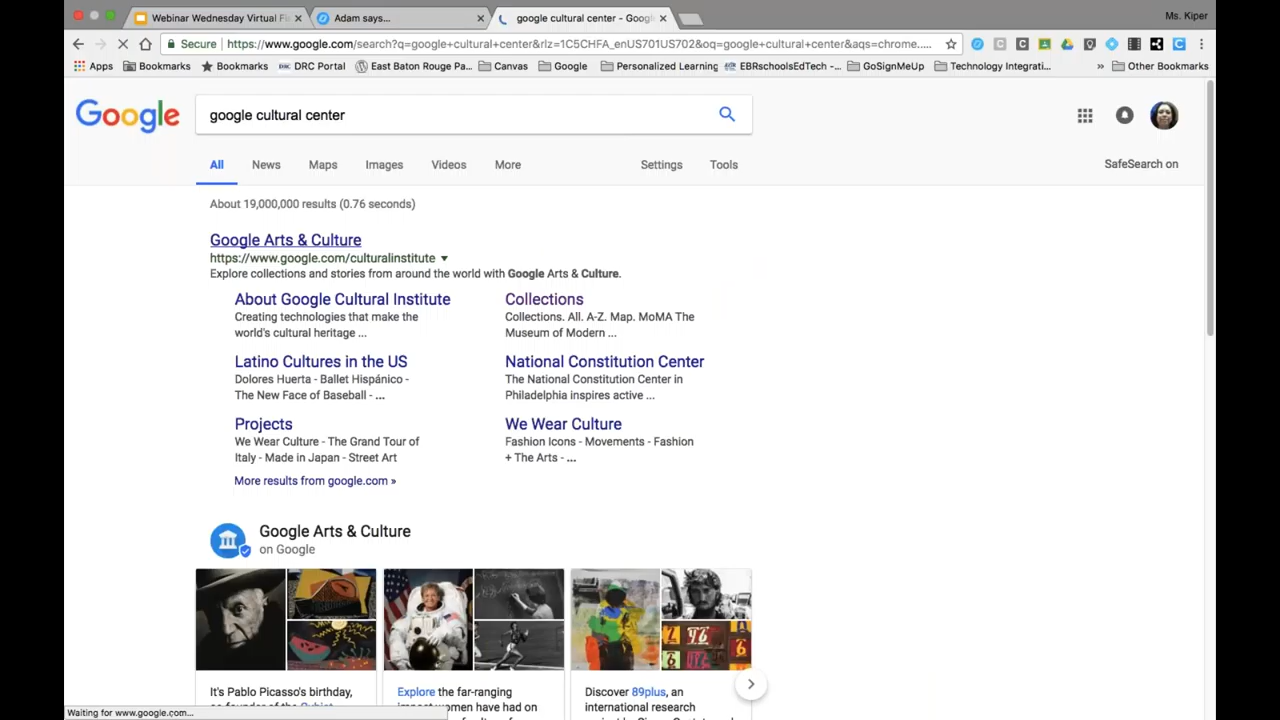 Webinar Wednesday Virtual Fi
Adam says...
google cultural center - Goog
Ms. Kiper
Secure
https://www.google.com/search?q=google+cultural+center&rlz=1C5CHFA_enUS701US702&oq=google+cultural+center&aqs=chrome.....
Apps
Bookmarks
Bookmarks
DRC Portal
East Baton Rouge Pa...
Canvas
Google
Personalized Learning
EBRschoolsEdTech -...
GoSignMeUp
Technology Integrati...
»
Other Bookmarks
Google
google cultural center
All
News
Maps
Images
Videos
More
Settings
Tools
SafeSearch on
About 19,000,000 results (0.76 seconds)
Google Arts & Culture
https://www.google.com/culturalinstitute
Explore collections and stories from around the world with Google Arts & Culture.
About Google Cultural Institute
Creating technologies that make the
world's cultural heritage ...
Collections
Collections. All. A-Z. Map. MoMA The
Museum of Modern ...
Latino Cultures in the US
Dolores Huerta - Ballet Hispánico -
The New Face of Baseball - ...
National Constitution Center
The National Constitution Center in
Philadelphia inspires active ...
Projects
We Wear Culture - The Grand Tour of
Italy - Made in Japan - Street Art
We Wear Culture
Fashion Icons - Movements - Fashion
+ The Arts - ...
More results from google.com »
Google Arts & Culture
on Google
It's Pablo Picasso's birthday,
Explore the far-ranging
impact women have had on
Discover 89plus, an
international research
Waiting for www.google.com...